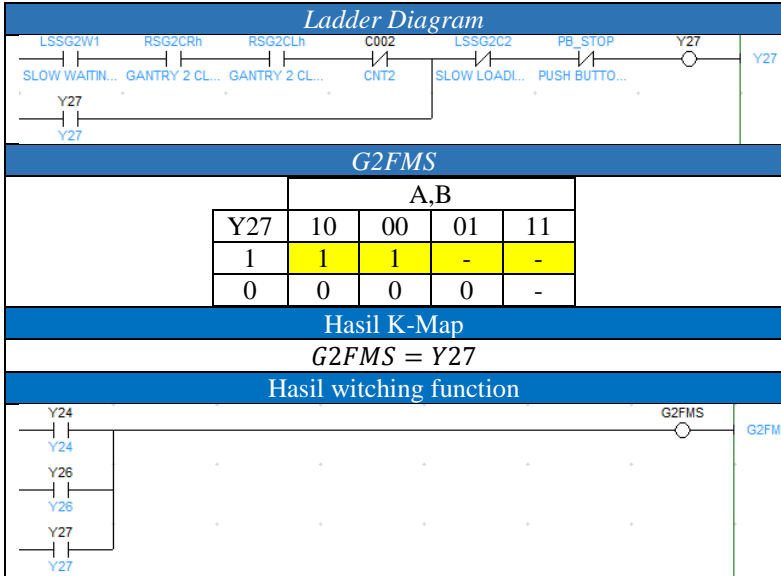 Ladder Diagram
LSSG2W1 RSG2CRh RSG2CLh C002 LSSG2C2 PB_STOP Y27
Y27
SLOW WAITIN... GANTRY 2 CL... GANTRY 2 CL... CNT2 SLOW LOADI... PUSH BUTTO...
Y27
Y27
G2FMS
A,B
Y27 10 00 01 11
1 1 1 - -
0 0 0 0 -
Hasil K-Map
G2FMS = Y27
Hasil witching function
Y24 G2FMS
G2FM
Y24
Y26
Y26
Y27
Y27